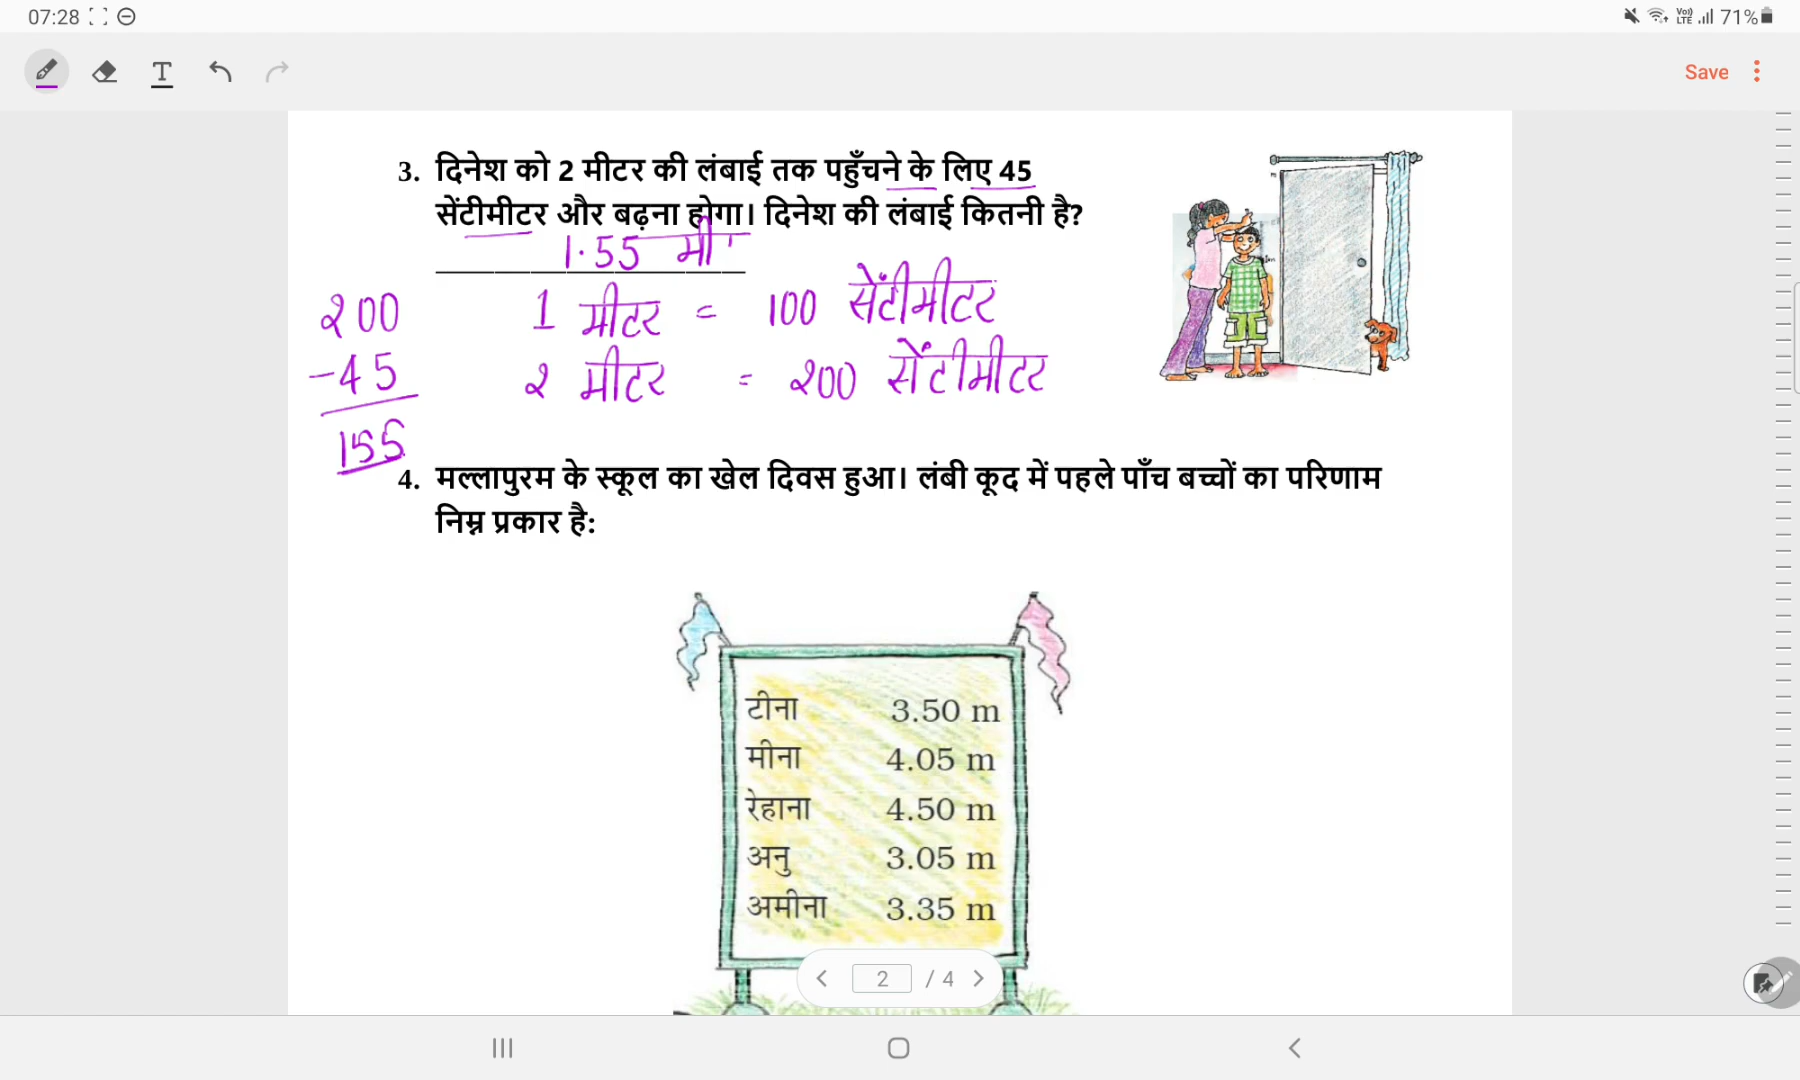 07:28
Vo)) LTE 71%
T
Save
3. दिनेश को 2 मीटर की लंबाई तक पहुँचने के लिए 45
सेंटीमीटर और बढ़ना होगा। दिनेश की लंबाई कितनी है?
1.55 मी
200
1 मीटर = 100 सेंटीमीटर
-45
2 मीटर = 200 सेंटीमीटर
155
4. मल्लापुरम के स्कूल का खेल दिवस हुआ। लंबी कूद में पहले पाँच बच्चों का परिणाम
निम्न प्रकार है:
टीना 3.50 m
मीना 4.05 m
रेहाना 4.50 m
अनु 3.05 m
अमीना 3.35 m
2 / 4